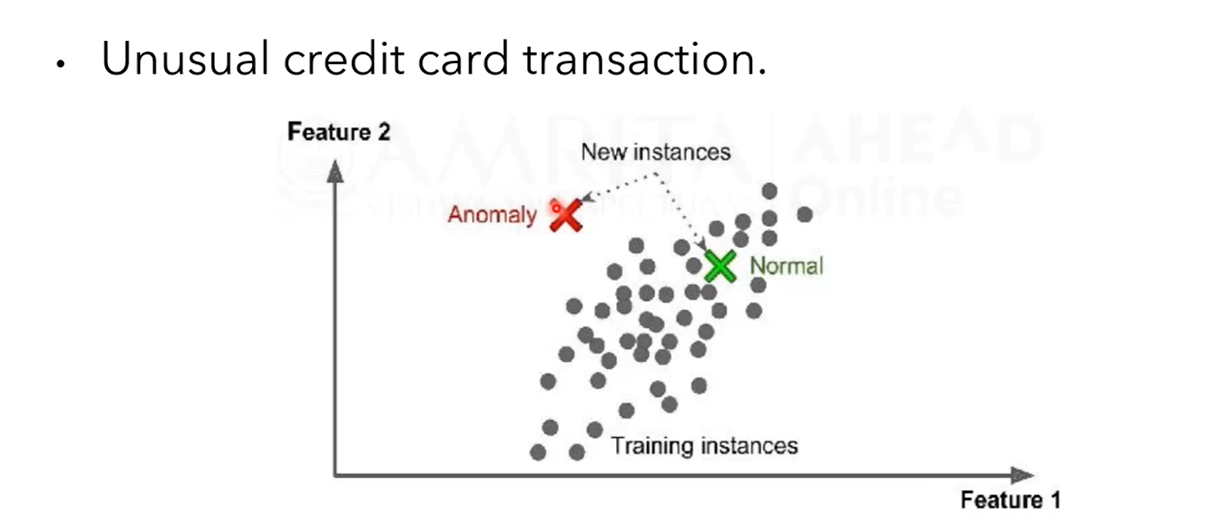 • Unusual credit card transaction.
Feature 2
AMRITA AHEAD
Online
New instances
Anomaly
Normal
Training instances
Feature 1